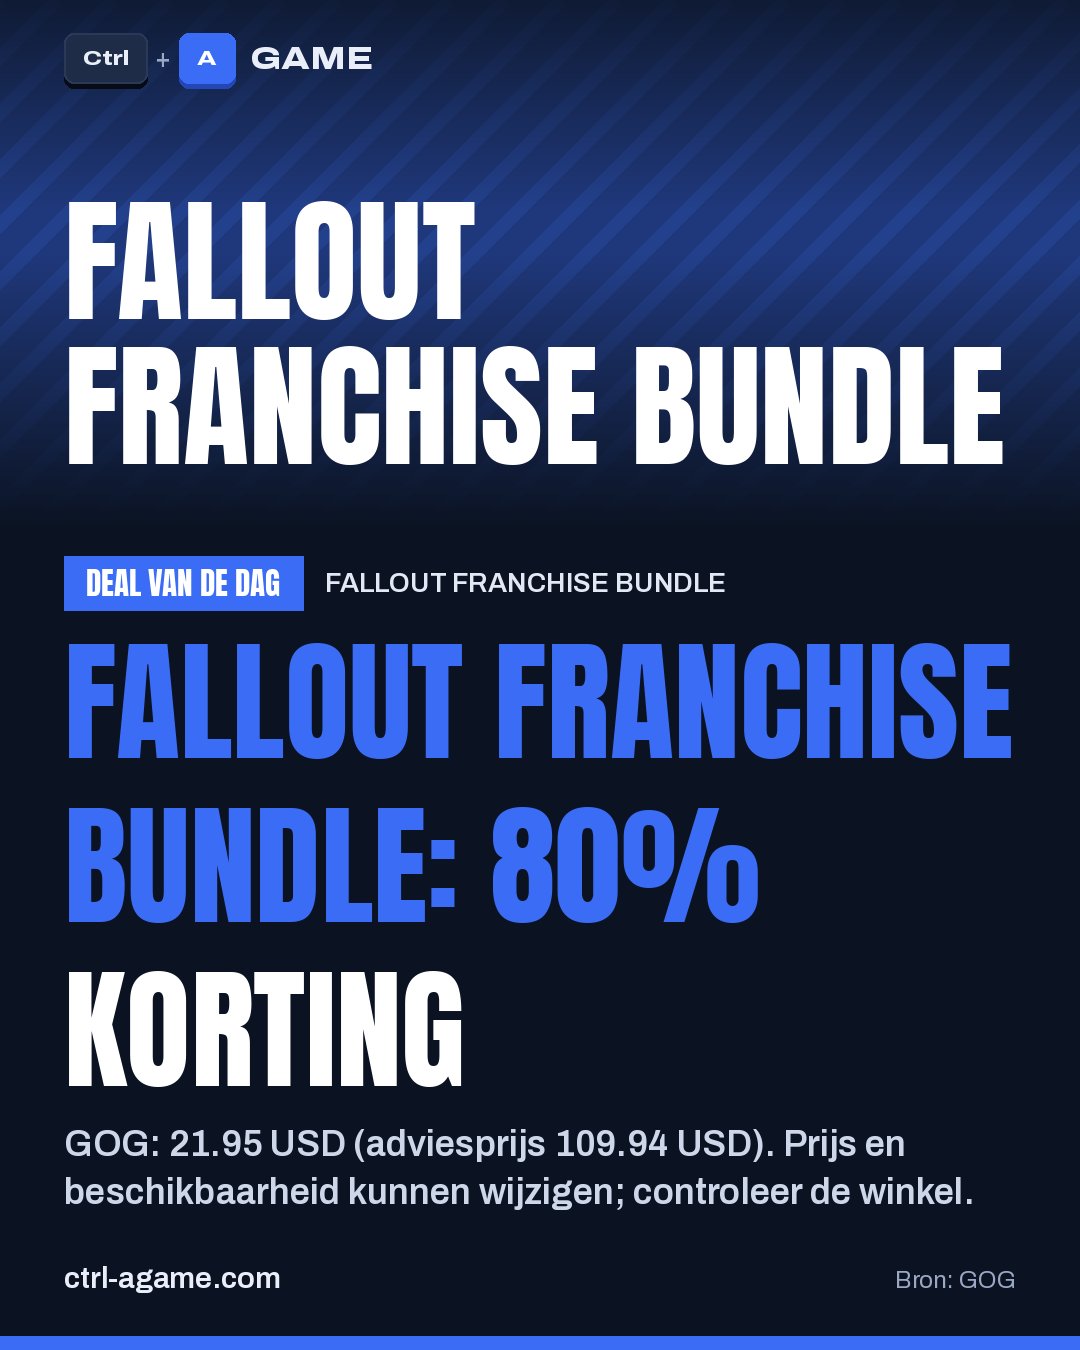 Ctrl + A GAME
FALLOUT
FRANCHISE BUNDLE
DEAL VAN DE DAG FALLOUT FRANCHISE BUNDLE
FALLOUT FRANCHISE
BUNDLE: 80%
KORTING
GOG: 21.95 USD (adviesprijs 109.94 USD). Prijs en
beschikbaarheid kunnen wijzigen; controleer de winkel.
ctrl-agame.com Bron: GOG